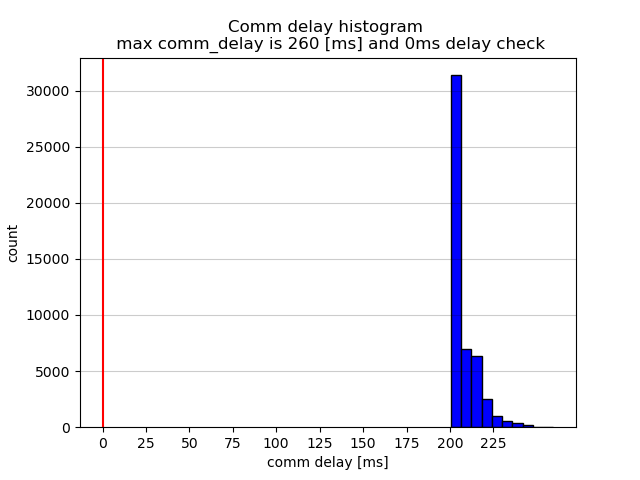 Comm delay histogram
max comm_delay is 260 [ms] and 0ms delay check
30000
25000
20000
15000
10000
5000
0
count
0 25 50 75 100 125 150 175 200 225
comm delay [ms]